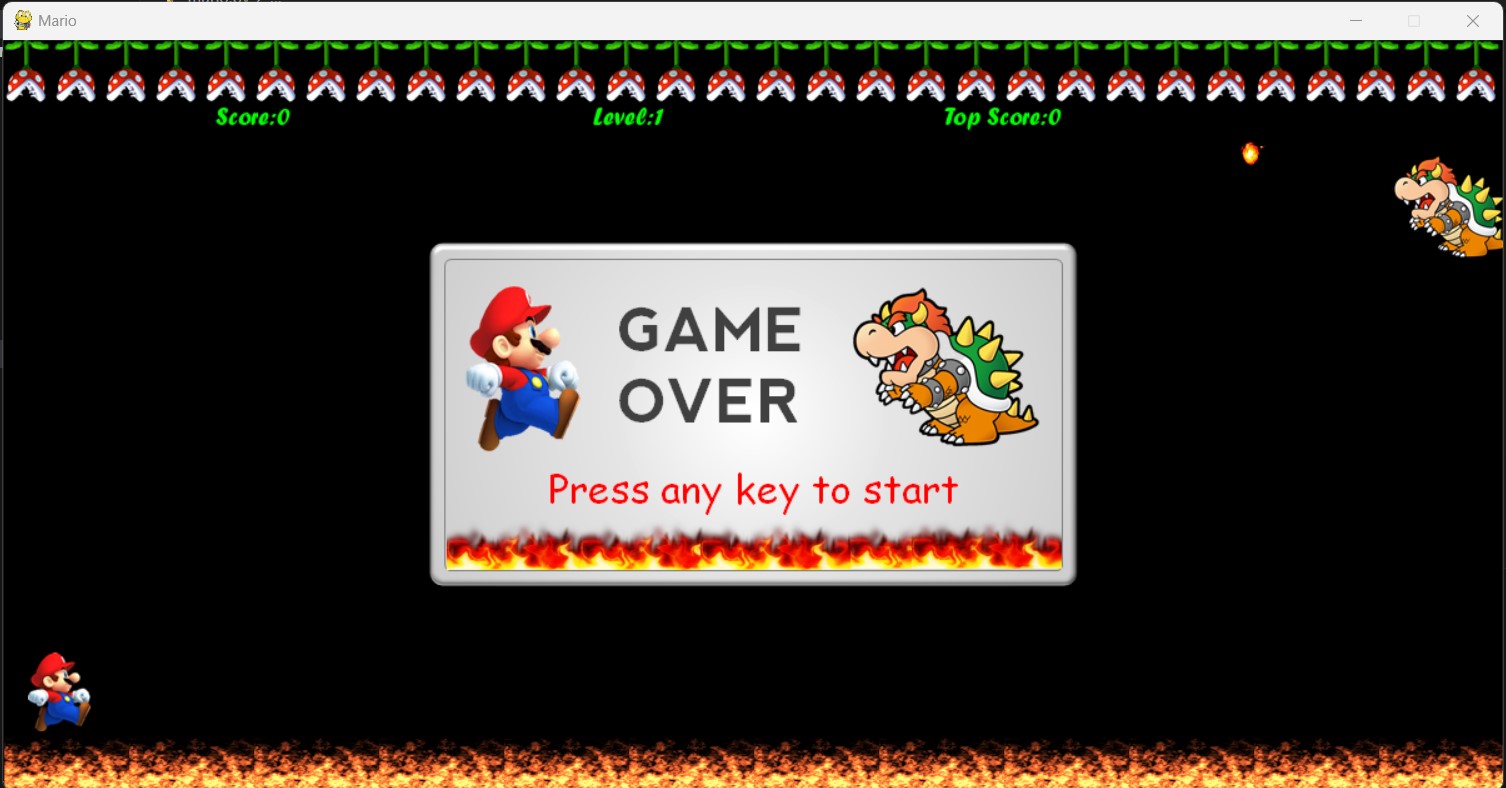 Mario
Score:0
Level:1
Top Score:0
GAME
OVER
Press any key to start